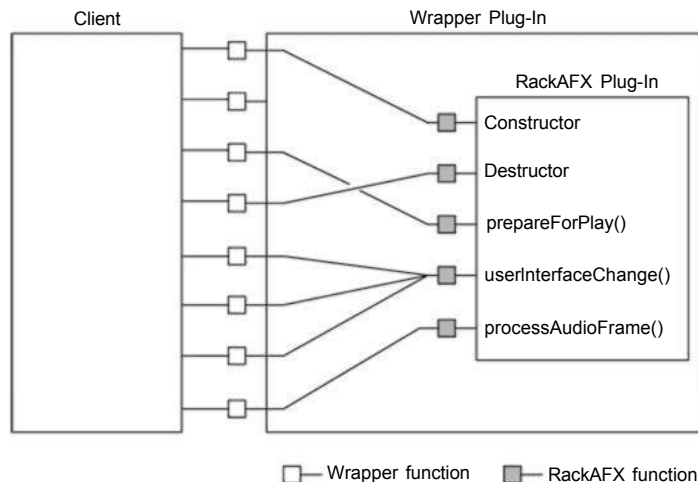 Client
Wrapper Plug-In
RackAFX Plug-In
Constructor
Destructor
prepareForPlay()
userInterfaceChange()
processAudioFrame()
Wrapper function
RackAFX function